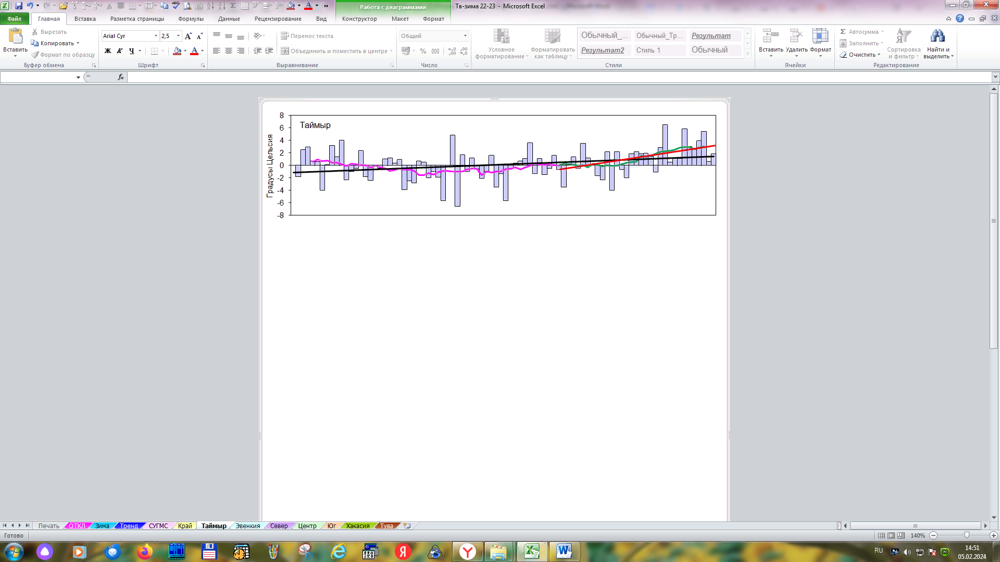 Работа с диаграммами
Тв-зима 22-23 - Microsoft Excel
Файл Главная Вставка Разметка страницы Формулы Данные Рецензирование Вид Конструктор Макет Формат
Вставить
Вырезать
Копировать
Формат по образцу
Буфер обмена
Arial Cyr 2,5
Ж К Ч
Шрифт
Перенос текста
Объединить и поместить в центре
Выравнивание
Общий
% 000
Число
Условное форматирование
Форматировать как таблицу
Обычный_... Обычный_Тр... Результат
Результат2 Стиль 1 Обычный
Стили
Вставить Удалить Формат
Ячейки
Автосумма
Заполнить
Очистить
Сортировка и фильтр
Найти и выделить
Редактирование
fx
Таймыр
Градусы Цельсия
8
6
4
2
0
-2
-4
-6
-8
Печать ОТКЛ Зима Тренд СУГМС Край Таймыр Эвенкия Север Центр Юг Хакасия Тува
Готово
140%
RU
14:51
05.02.2024